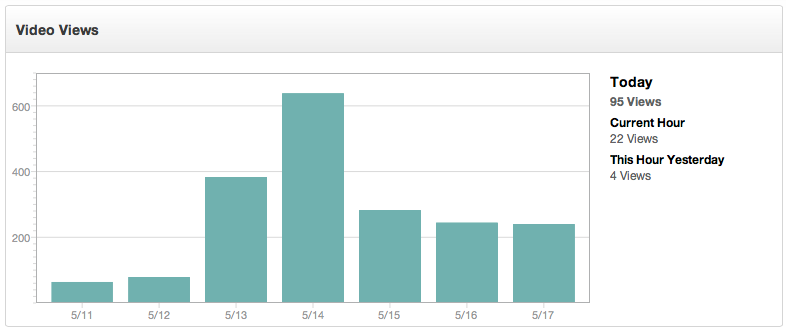 Video Views
600
400
200
5/11 5/12 5/13 5/14 5/15 5/16 5/17
Today
95 Views
Current Hour
22 Views
This Hour Yesterday
4 Views